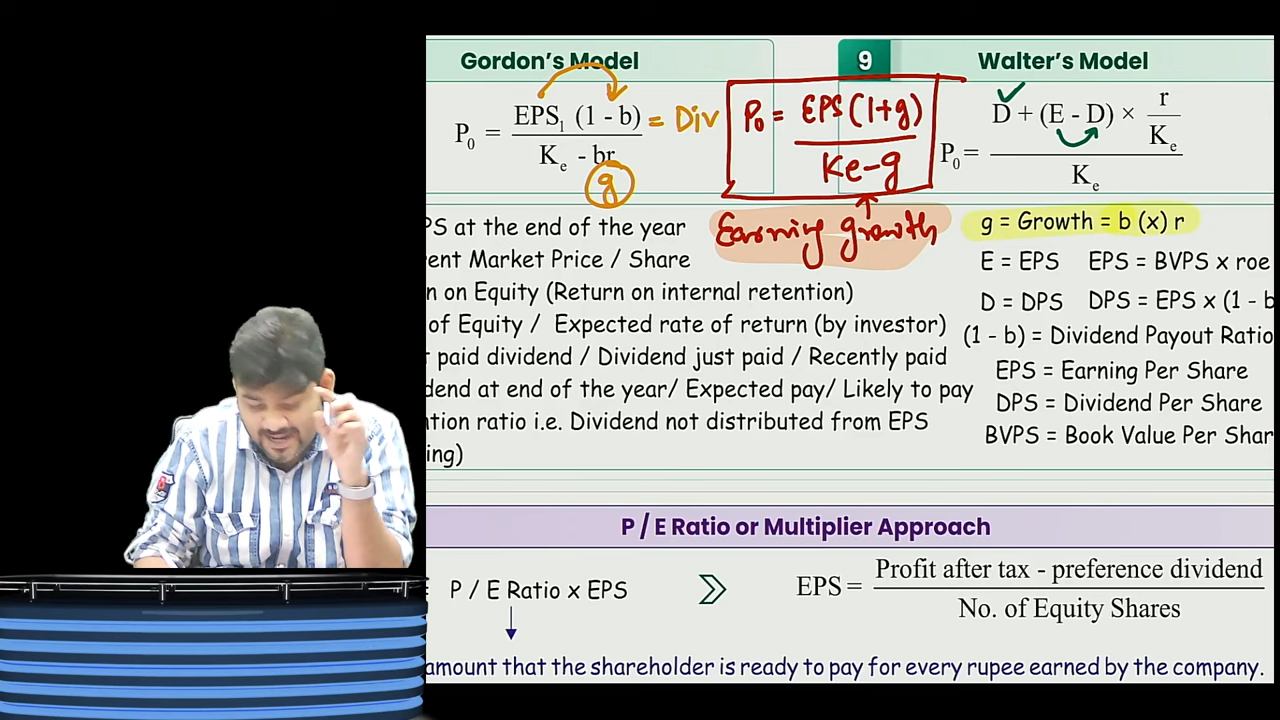 Gordon's Model
P₀ = EPS₁ (1 - b) / Kₑ - br = Div
g
P₀ = EPS (1+g) / Ke-g
Earning growth
9
Walter's Model
P₀ = D + (E - D) × r / Kₑ / Kₑ
PS at the end of the year
ent Market Price / Share
n on Equity (Return on internal retention)
of Equity / Expected rate of return (by investor)
paid dividend / Dividend just paid / Recently paid
dend at end of the year/ Expected pay/ Likely to pay
ntion ratio i.e. Dividend not distributed from EPS
ing)
g = Growth = b (x) r
E = EPS EPS = BVPS x roe
D = DPS DPS = EPS x (1 - b
(1 - b) = Dividend Payout Ratio
EPS = Earning Per Share
DPS = Dividend Per Share
BVPS = Book Value Per Shar
P / E Ratio or Multiplier Approach
P / E Ratio x EPS
EPS = Profit after tax - preference dividend / No. of Equity Shares
amount that the shareholder is ready to pay for every rupee earned by the company.